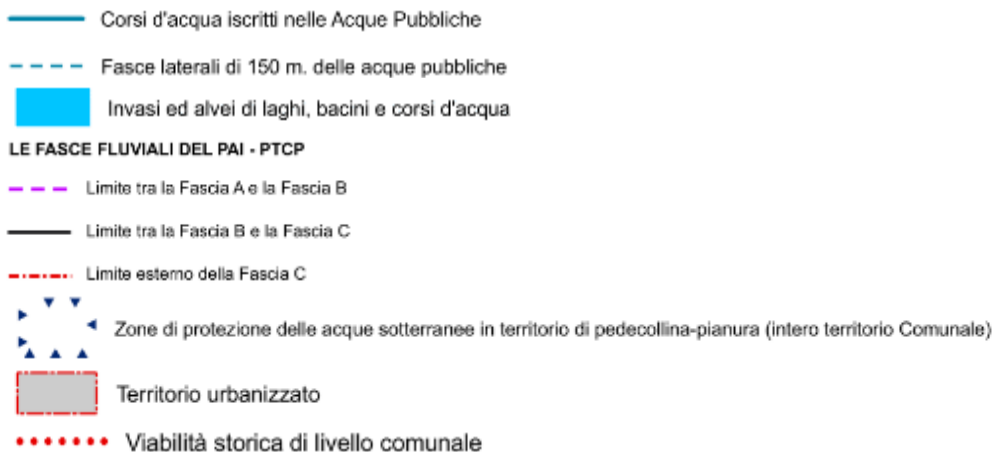 Corsi d'acqua iscritti nelle Acque Pubbliche
Fasce laterali di 150 m. delle acque pubbliche
Invasi ed alvei di laghi, bacini e corsi d'acqua
LE FASCE FLUVIALI DEL PAI - PTCP
Limite tra la Fascia A e la Fascia B
Limite tra la Fascia B e la Fascia C
Limite esterno della Fascia C
Zone di protezione delle acque sotterranee in territorio di pedecollina-pianura (intero territorio Comunale)
Territorio urbanizzato
Viabilità storica di livello comunale